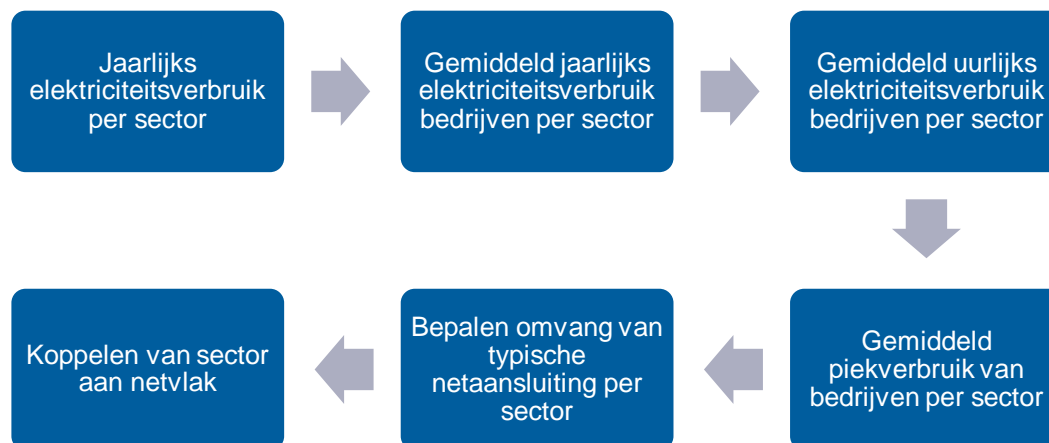 Jaarlijks
elektriciteitsverbruik
per sector
Gemiddeld jaarlijks
elektriciteitsverbruik
bedrijven per sector
Gemiddeld uurlijks
elektriciteitsverbruik
bedrijven per sector
Gemiddeld
piekverbruik van
bedrijven per sector
Bepalen omvang van
typische
netaansluiting per
sector
Koppelen van sector
aan netvlak